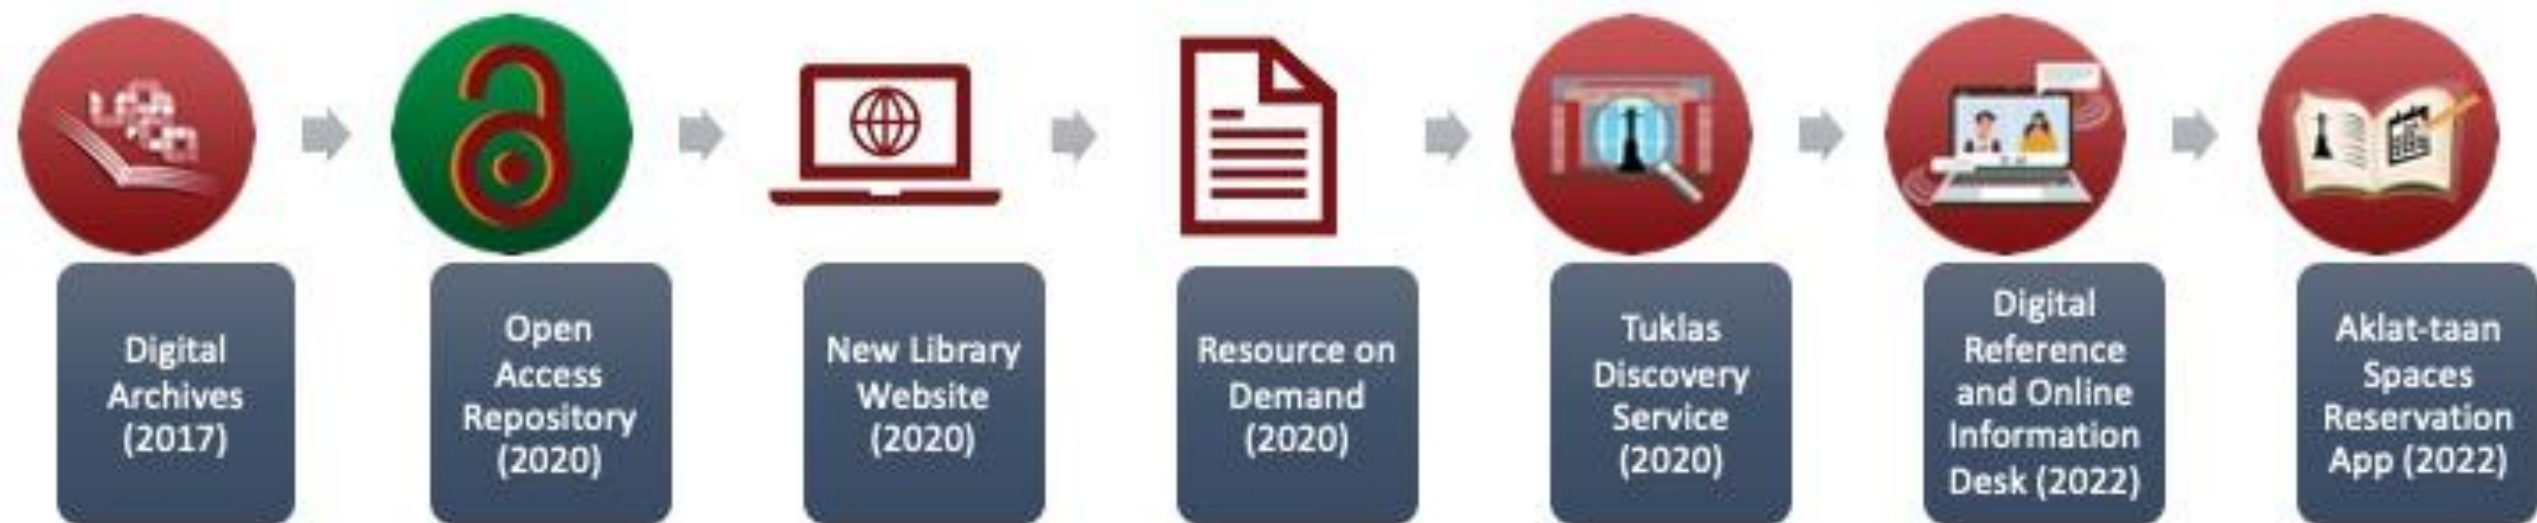 Digital
Archives
(2017)
Open
Access
Repository
(2020)
New Library
Website
(2020)
Resource on
Demand
(2020)
Tuklas
Discovery
Service
(2020)
Digital
Reference
and Online
Information
Desk (2022)
Aklat-taan
Spaces
Reservation
App (2022)